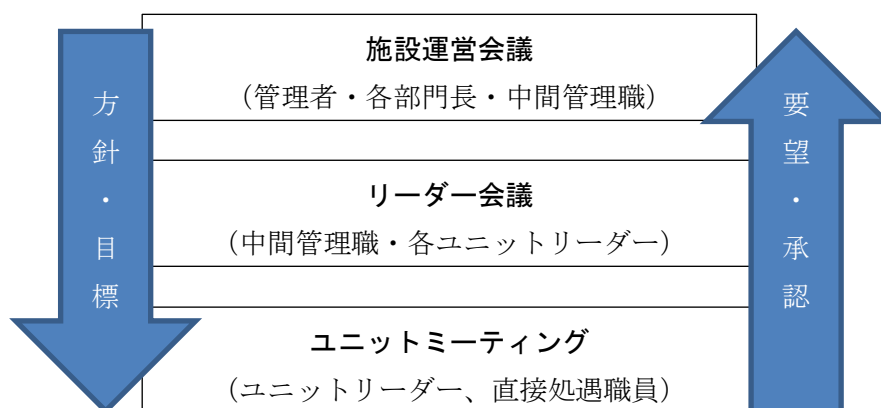 施設運営会議
(管理者・各部門長・中間管理職)
リーダー会議
(中間管理職・各ユニットリーダー)
ユニットミーティング
(ユニットリーダー、直接処遇職員)
方針・目標
要望・承認